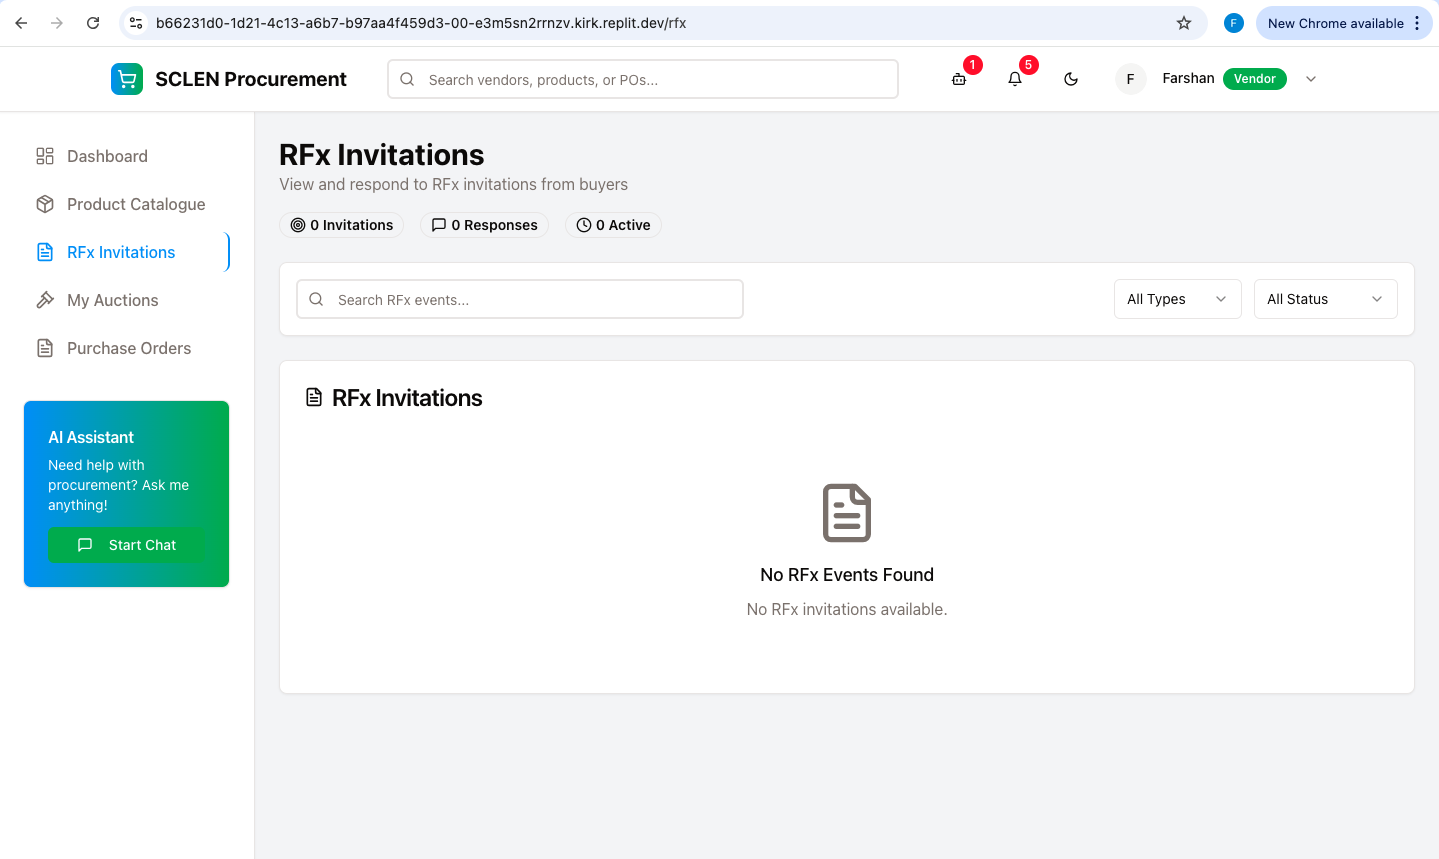 b66231d0-1d21-4c13-a6b7-b97aa4f459d3-00-e3m5sn2rrnzv.kirk.replit.dev/rfx
F
New Chrome available
SCLEN Procurement
Search vendors, products, or POs...
1
5
F
Farshan
Vendor
Dashboard
Product Catalogue
RFx Invitations
My Auctions
Purchase Orders
AI Assistant
Need help with
procurement? Ask me
anything!
Start Chat
RFx Invitations
View and respond to RFx invitations from buyers
0 Invitations
0 Responses
0 Active
Search RFx events...
All Types
All Status
RFx Invitations
No RFx Events Found
No RFx invitations available.